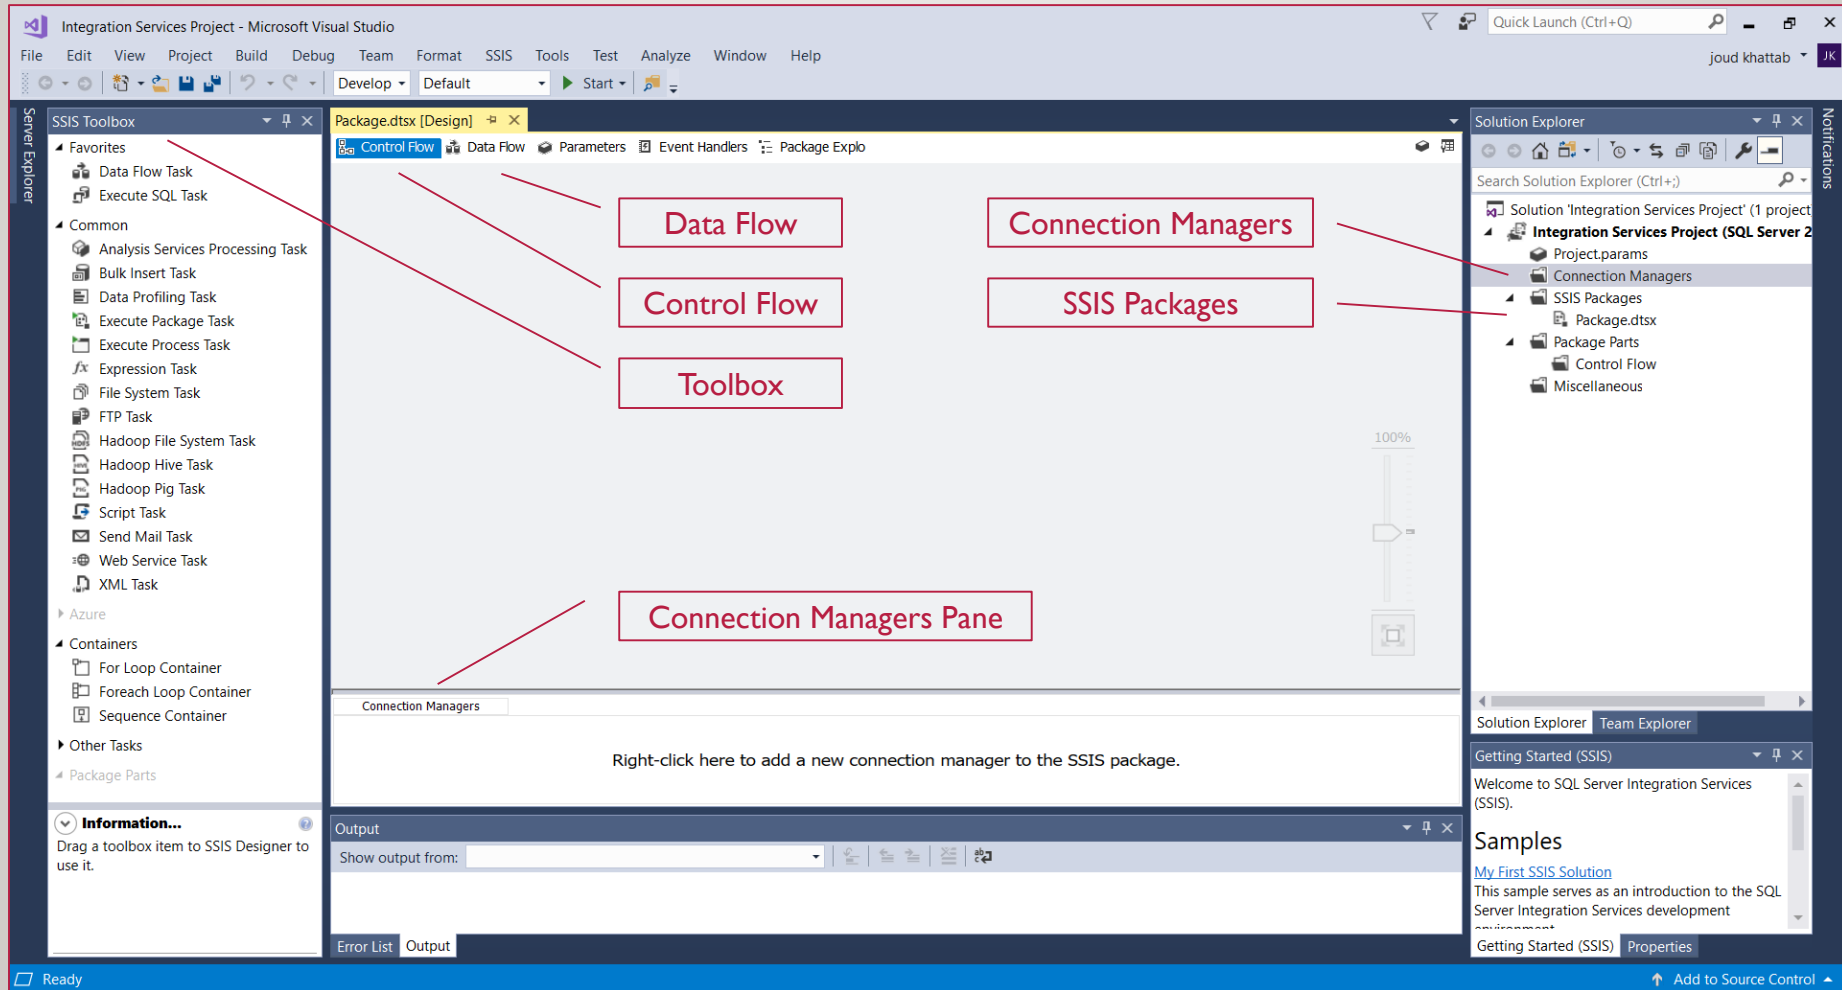 Integration Services Project - Microsoft Visual Studio
Quick Launch (Ctrl+Q)
File Edit View Project Build Debug Team Format SSIS Tools Test Analyze Window Help
joud khattab JK
Develop Default Start
Server Explorer
SSIS Toolbox
Favorites
Data Flow Task
Execute SQL Task
Common
Analysis Services Processing Task
Bulk Insert Task
Data Profiling Task
Execute Package Task
Execute Process Task
Expression Task
File System Task
FTP Task
Hadoop File System Task
Hadoop Hive Task
Hadoop Pig Task
Script Task
Send Mail Task
Web Service Task
XML Task
Azure
Containers
For Loop Container
Foreach Loop Container
Sequence Container
Other Tasks
Package Parts
Information...
Drag a toolbox item to SSIS Designer to
use it.
Package.dtsx [Design]
Control Flow Data Flow Parameters Event Handlers Package Explo
Data Flow
Control Flow
Toolbox
Connection Managers
SSIS Packages
100%
Connection Managers Pane
Connection Managers
Right-click here to add a new connection manager to the SSIS package.
Output
Show output from:
Error List Output
Solution Explorer
Search Solution Explorer (Ctrl+;)
Solution 'Integration Services Project' (1 project
Integration Services Project (SQL Server 2
Project.params
Connection Managers
SSIS Packages
Package.dtsx
Package Parts
Control Flow
Miscellaneous
Solution Explorer Team Explorer
Getting Started (SSIS)
Welcome to SQL Server Integration Services
(SSIS).
Samples
My First SSIS Solution
This sample serves as an introduction to the SQL
Server Integration Services development
environment
Getting Started (SSIS) Properties
Notifications
Ready
Add to Source Control